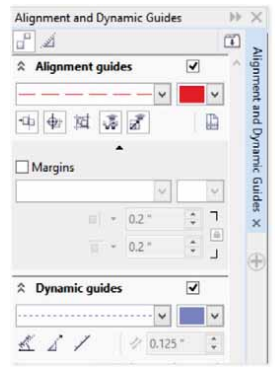 Alignment and Dynamic Guides
Alignment guides
Margins
0.2 "
0.2 "
Dynamic guides
0.125 "
Alignment and Dynamic Guides